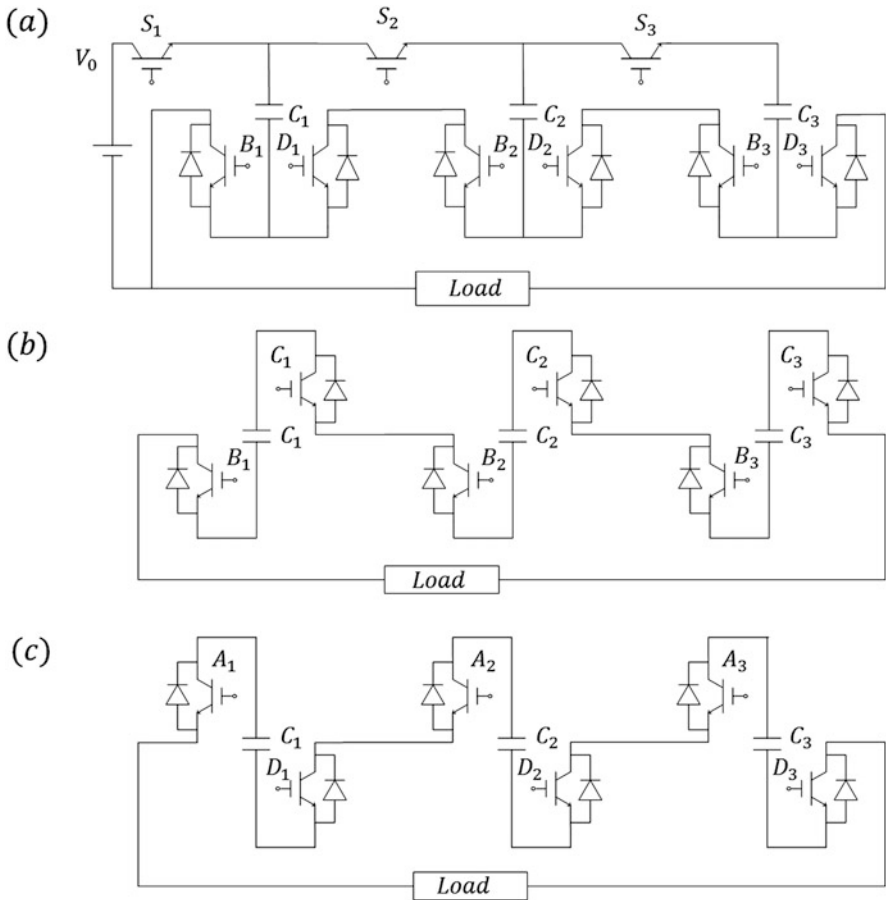 (a)
S₁ S₂ S₃
V₀
C₁ C₂ C₃
B₁ D₁ B₂ D₂ B₃ D₃
Load
(b)
C₁ C₂ C₃
B₁ C₁ B₂ C₂ B₃ C₃
Load
(c)
A₁ A₂ A₃
C₁ C₂ C₃
D₁ D₂ D₃
Load